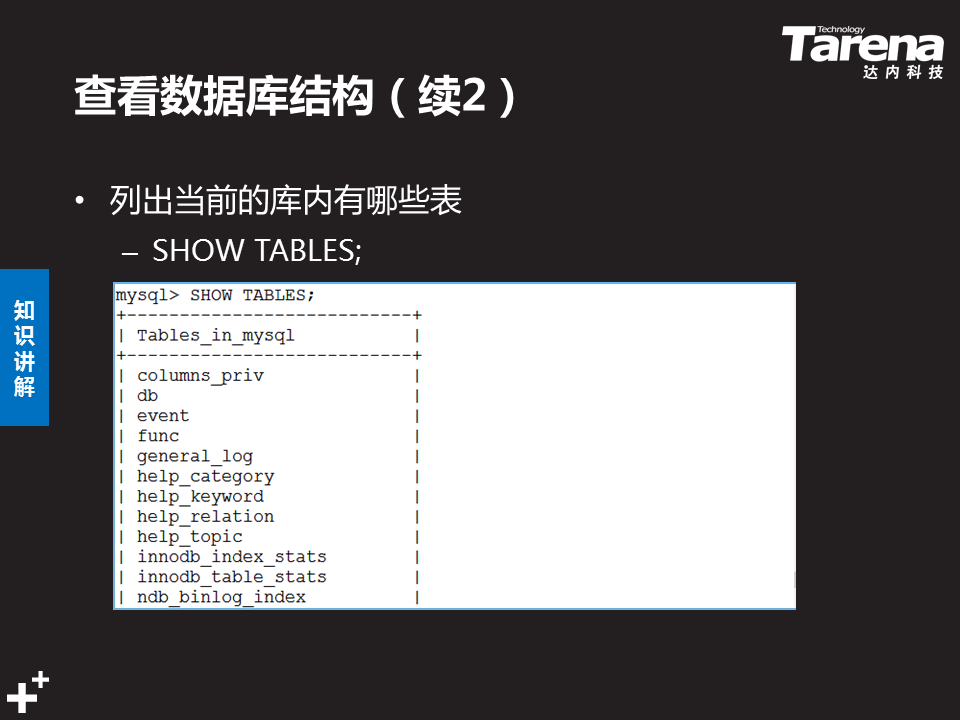 Technology
Tarena
达内科技
查看数据库结构（续2）
• 列出当前的库内有哪些表
– SHOW TABLES;
知识讲解
mysql> SHOW TABLES;
+---------------------------+
| Tables_in_mysql           |
+---------------------------+
| columns_priv              |
| db                        |
| event                     |
| func                      |
| general_log               |
| help_category             |
| help_keyword              |
| help_relation             |
| help_topic                |
| innodb_index_stats        |
| innodb_table_stats        |
| ndb_binlog_index          |